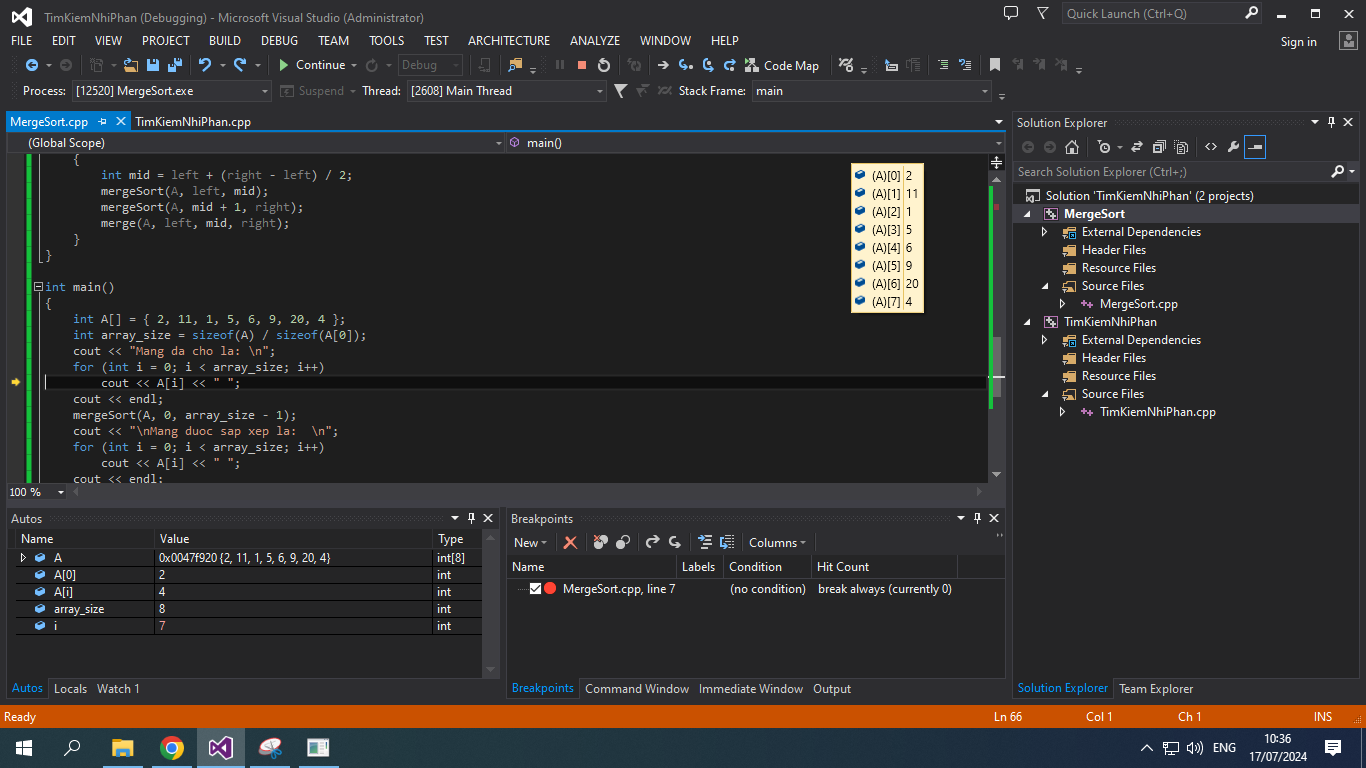 TimKiemNhiPhan (Debugging) - Microsoft Visual Studio (Administrator)
Quick Launch (Ctrl+Q)
FILE EDIT VIEW PROJECT BUILD DEBUG TEAM TOOLS TEST ARCHITECTURE ANALYZE WINDOW HELP
Sign in
Continue Debug Code Map
Process: [12520] MergeSort.exe Suspend Thread: [2608] Main Thread Stack Frame: main
MergeSort.cpp TimKiemNhiPhan.cpp
(Global Scope) main()
{
int mid = left + (right - left) / 2;
mergeSort(A, left, mid);
mergeSort(A, mid + 1, right);
merge(A, left, mid, right);
}
}
int main()
{
int A[] = { 2, 11, 1, 5, 6, 9, 20, 4 };
int array_size = sizeof(A) / sizeof(A[0]);
cout << "Mang da cho la: \n";
for (int i = 0; i < array_size; i++)
cout << A[i] << " ";
cout << endl;
mergeSort(A, 0, array_size - 1);
cout << "\nMang duoc sap xep la:  \n";
for (int i = 0; i < array_size; i++)
cout << A[i] << " ";
cout << endl;
100 %
(A)[0] 2
(A)[1] 11
(A)[2] 1
(A)[3] 5
(A)[4] 6
(A)[5] 9
(A)[6] 20
(A)[7] 4
Autos
Name Value Type
A 0x0047f920 {2, 11, 1, 5, 6, 9, 20, 4} int[8]
A[0] 2 int
A[i] 4 int
array_size 8 int
i 7 int
Autos Locals Watch 1
Breakpoints
New Columns
Name Labels Condition Hit Count
MergeSort.cpp, line 7 (no condition) break always (currently 0)
Breakpoints Command Window Immediate Window Output
Solution Explorer
Search Solution Explorer (Ctrl+;)
Solution 'TimKiemNhiPhan' (2 projects)
MergeSort
External Dependencies
Header Files
Resource Files
Source Files
MergeSort.cpp
TimKiemNhiPhan
External Dependencies
Header Files
Resource Files
Source Files
TimKiemNhiPhan.cpp
Solution Explorer Team Explorer
Ready Ln 66 Col 1 Ch 1 INS
ENG
10:36
17/07/2024